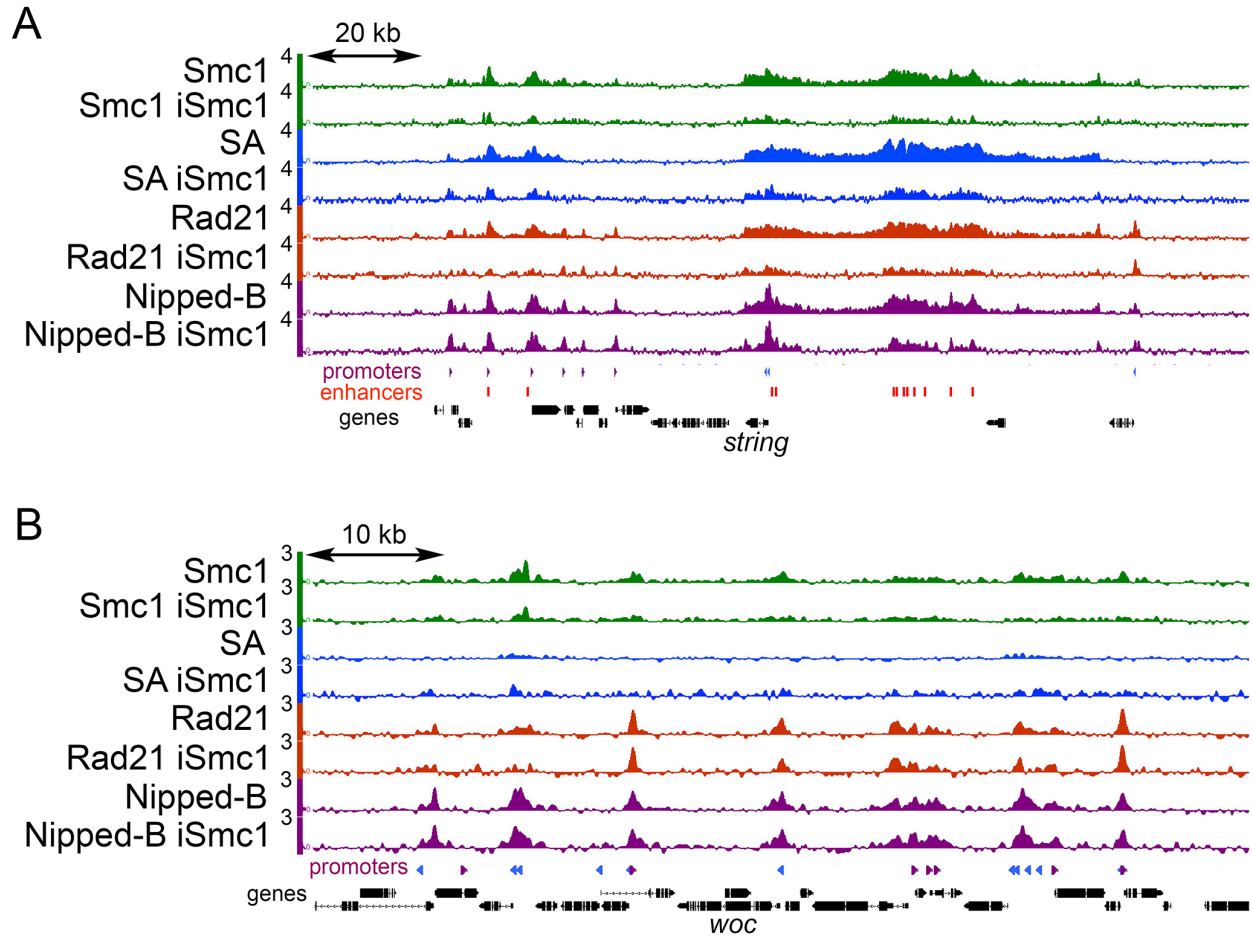 A
20 kb
4
Smc1
4
Smc1 iSmc1
4
SA
4
SA iSmc1
4
Rad21
4
Rad21 iSmc1
4
Nipped-B
4
Nipped-B iSmc1
promoters
enhancers
genes
string
B
10 kb
3
Smc1
3
Smc1 iSmc1
3
SA
3
SA iSmc1
3
Rad21
3
Rad21 iSmc1
3
Nipped-B
3
Nipped-B iSmc1
promoters
genes
woc